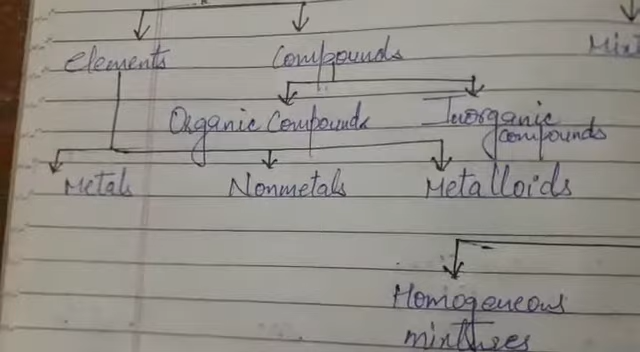 Elements Compounds
Organic Compounds Inorganic
compounds
Metals Nonmetals Metalloids
Homogeneous
mixtures